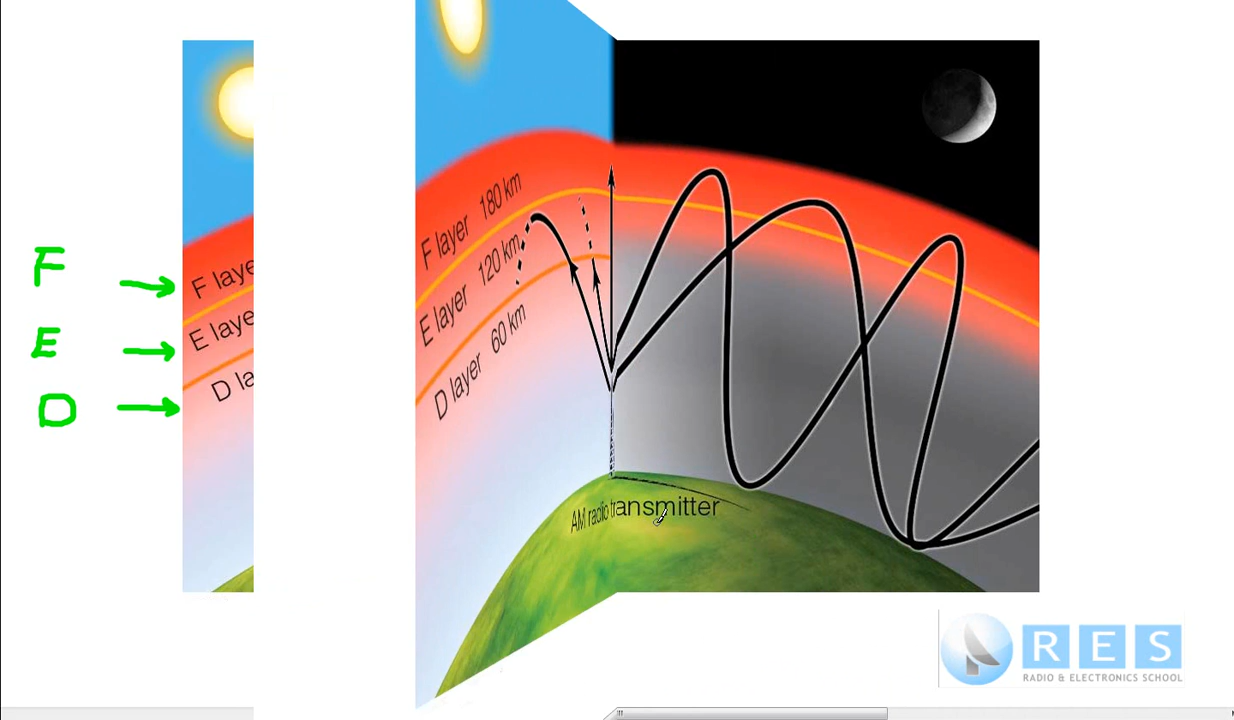 F
E
D
F laye
E laye
D la
F layer 180 km
E layer 120 km
D layer 60 km
AM radio transmitter
RES
RADIO & ELECTRONICS SCHOOL